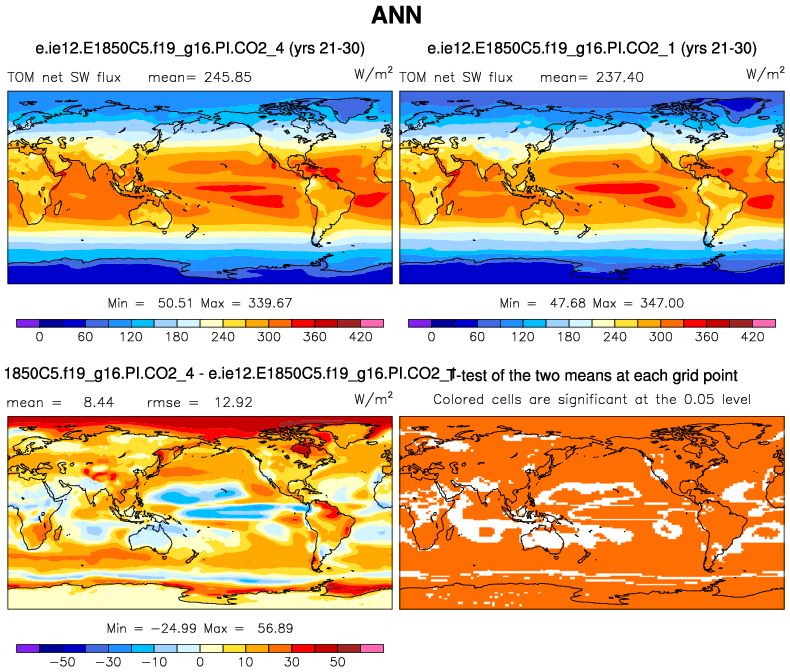 ANN
e.ie12.E1850C5.f19_g16.PI.CO2_4 (yrs 21-30)
TOM net SW flux mean= 245.85 W/m²
Min = 50.51 Max = 339.67
0 60 120 180 240 300 360 420
e.ie12.E1850C5.f19_g16.PI.CO2_1 (yrs 21-30)
TOM net SW flux mean= 237.40 W/m²
Min = 47.68 Max = 347.00
0 60 120 180 240 300 360 420
1850C5.f19_g16.PI.CO2_4 - e.ie12.E1850C5.f19_g16.PI.CO2_
mean = 8.44 rmse = 12.92 W/m²
Min = −24.99 Max = 56.89
−50 −30 −10 0 10 30 50
T-test of the two means at each grid point
Colored cells are significant at the 0.05 level